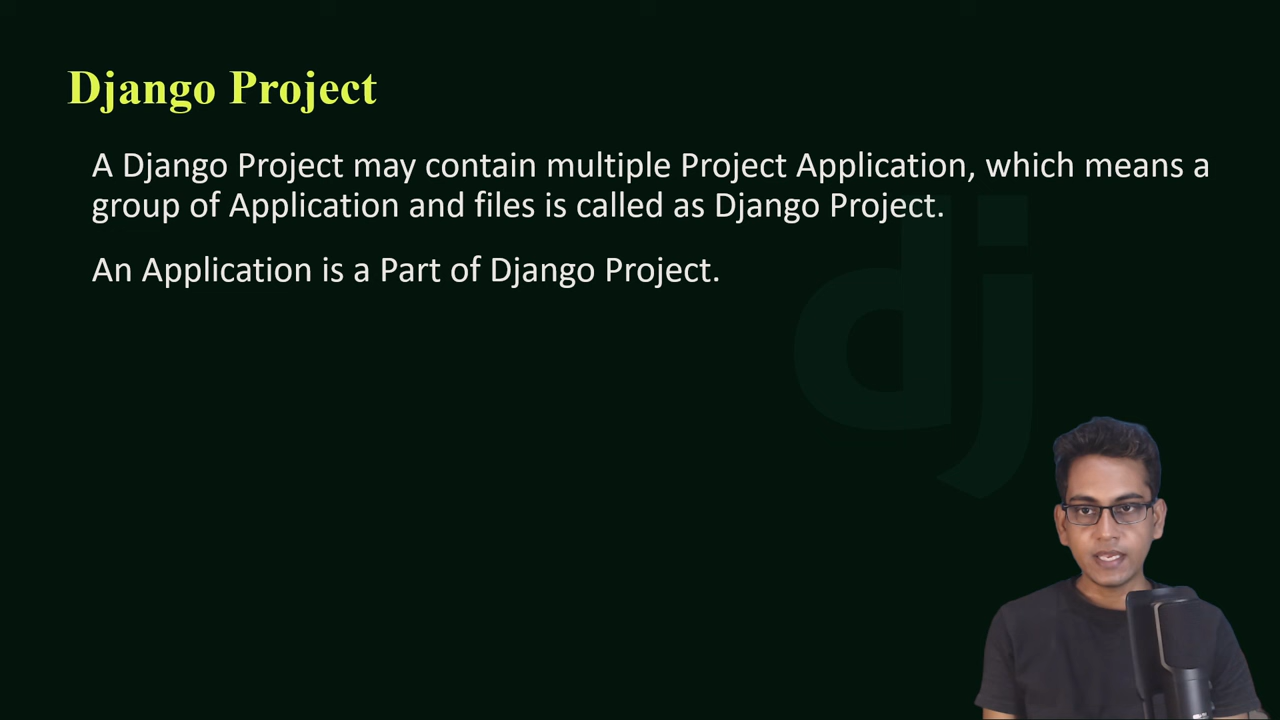 Django Project
A Django Project may contain multiple Project Application, which means a
group of Application and files is called as Django Project.
An Application is a Part of Django Project.
dj